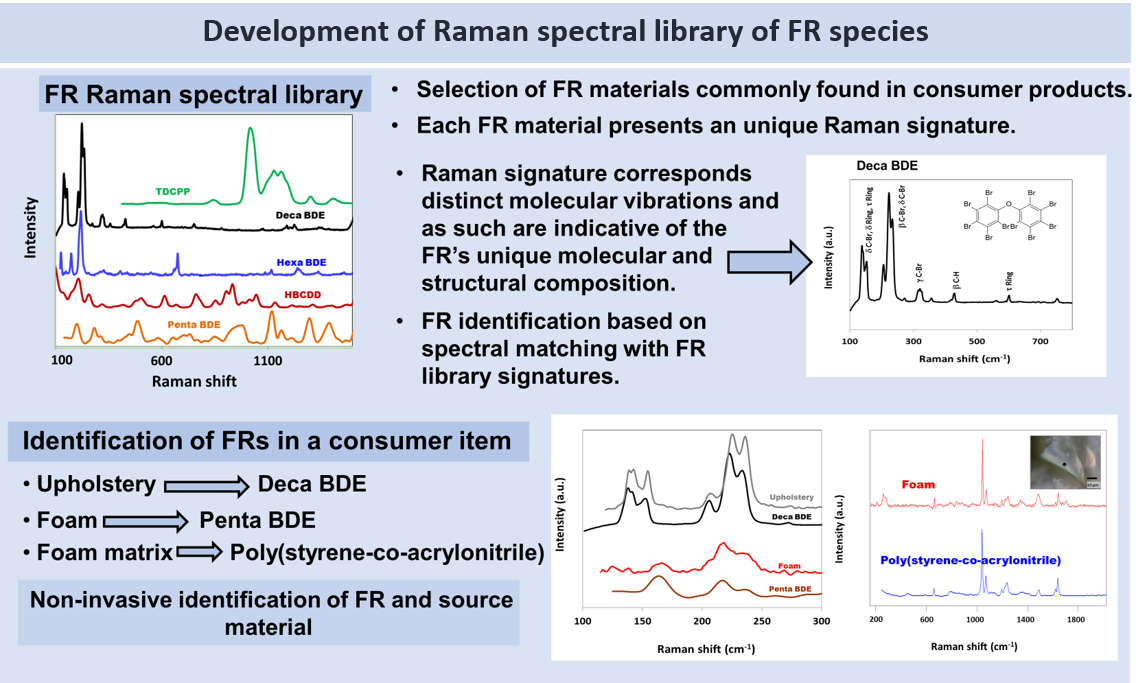 Development of Raman spectral library of FR species
FR Raman spectral library
Intensity
TDCPP
Deca BDE
Hexa BDE
HBCDD
Penta BDE
100 600 1100
Raman shift
• Selection of FR materials commonly found in consumer products.
• Each FR material presents an unique Raman signature.
• Raman signature corresponds
distinct molecular vibrations and
as such are indicative of the
FR's unique molecular and
structural composition.
• FR identification based on
spectral matching with FR
library signatures.
Deca BDE
Intensity (a.u.)
δ C-Br, δ Ring, τ Ring
β C-Br, δ C-Br
γ C-Br
β C-H
τ Ring
Br Br
Br O Br
Br Br Br Br
Br Br
100 300 500 700
Raman shift (cm-1)
Identification of FRs in a consumer item
• Upholstery Deca BDE
• Foam Penta BDE
• Foam matrix Poly(styrene-co-acrylonitrile)
Non-invasive identification of FR and source
material
Intensity (a.u.)
Upholstery
Deca BDE
Foam
Penta BDE
100 150 200 250 300
Raman shift (cm-1)
Intensity (a.u.)
Foam
Poly(styrene-co-acrylonitrile)
200 600 1000 1400 1800
Raman shift (cm-1)